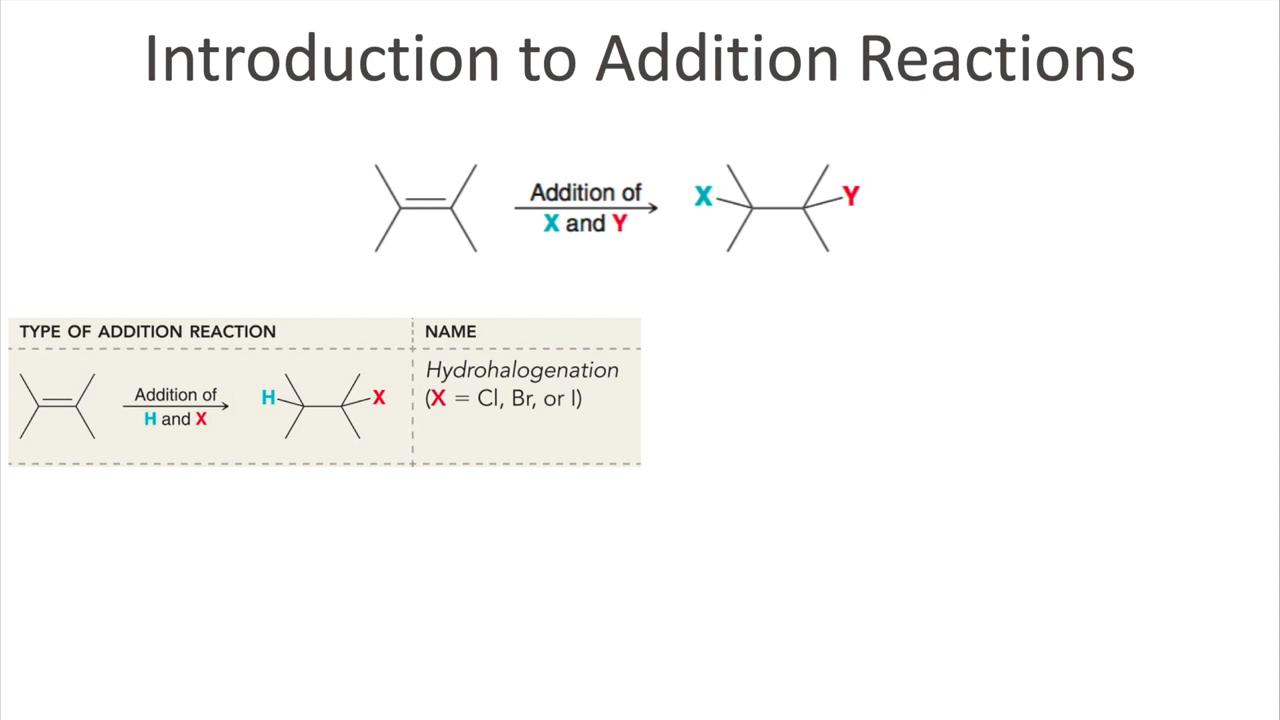 Introduction to Addition Reactions
Addition of
X and Y
X
Y
TYPE OF ADDITION REACTION
NAME
Addition of
H and X
H
X
Hydrohalogenation
(X = Cl, Br, or I)